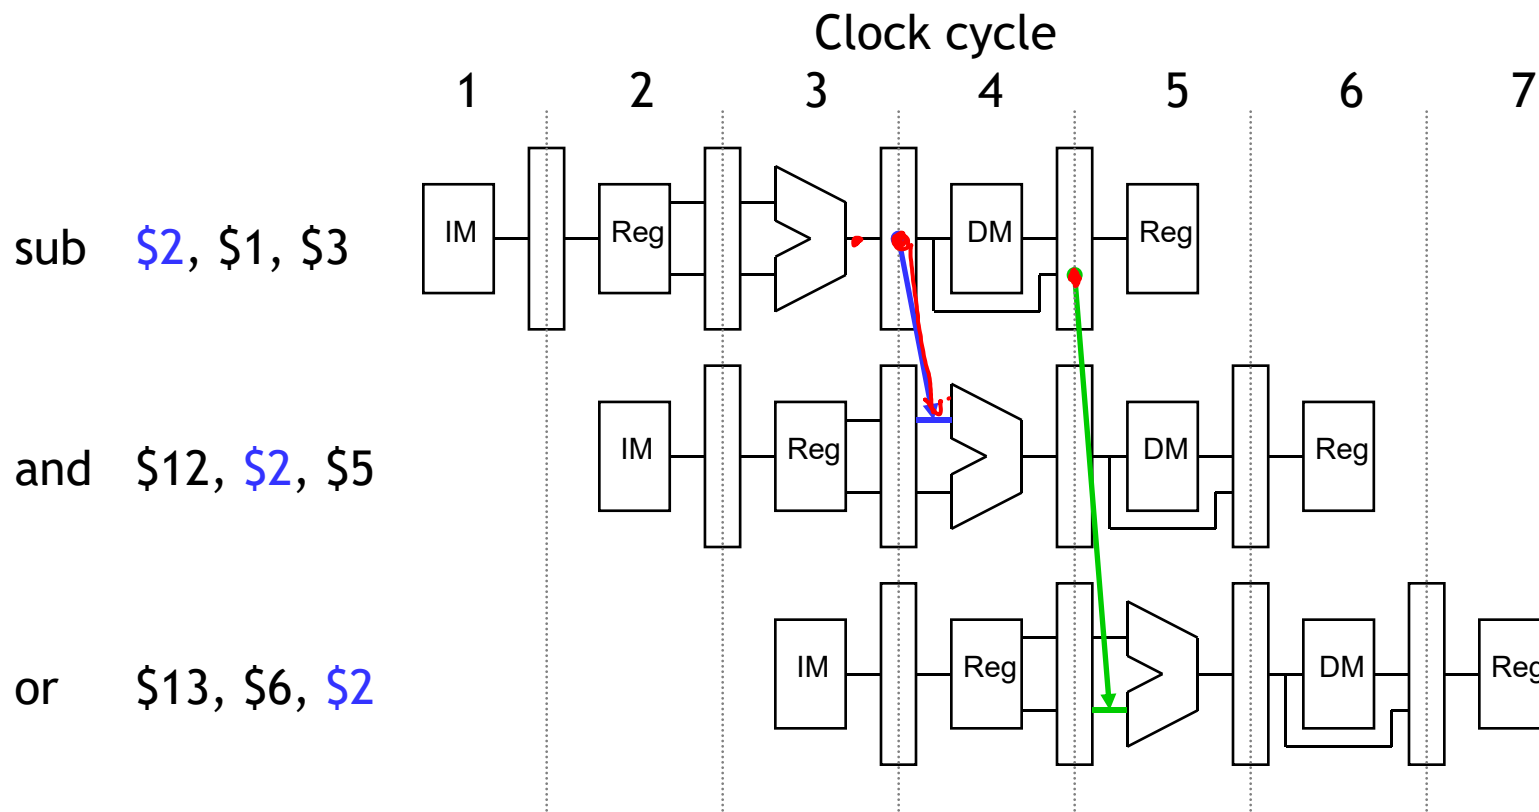 Clock cycle
1 2 3 4 5 6 7
sub $2, $1, $3 IM Reg DM Reg
and $12, $2, $5 IM Reg DM Reg
or $13, $6, $2 IM Reg DM Reg